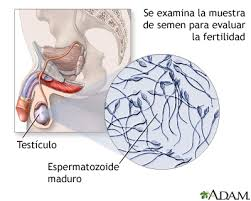 Se examina la muestra
de semen para evaluar
la fertilidad
Testículo
Espermatozoide
maduro
ADAM.